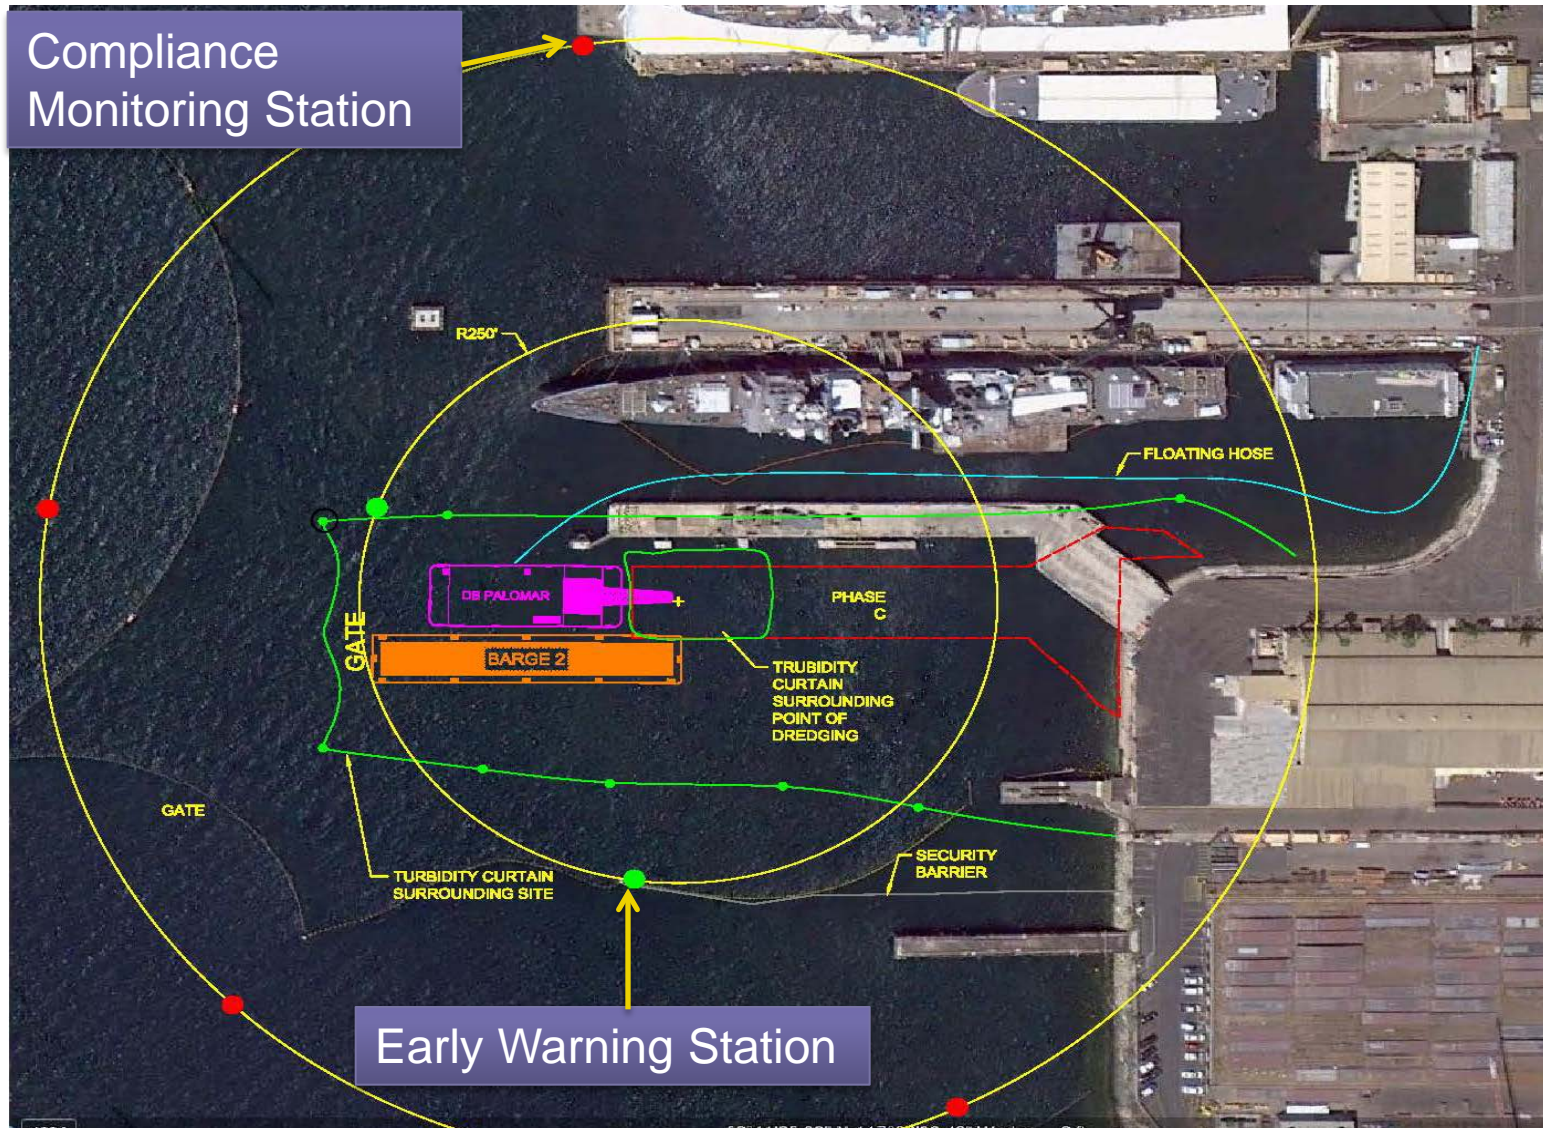 Compliance
Monitoring Station
R250'
FLOATING HOSE
DB PALOMAR
PHASE
C
GATE
BARGE 2
TRUBIDITY
CURTAIN
SURROUNDING
POINT OF
DREDGING
GATE
SECURITY
BARRIER
TURBIDITY CURTAIN
SURROUNDING SITE
Early Warning Station